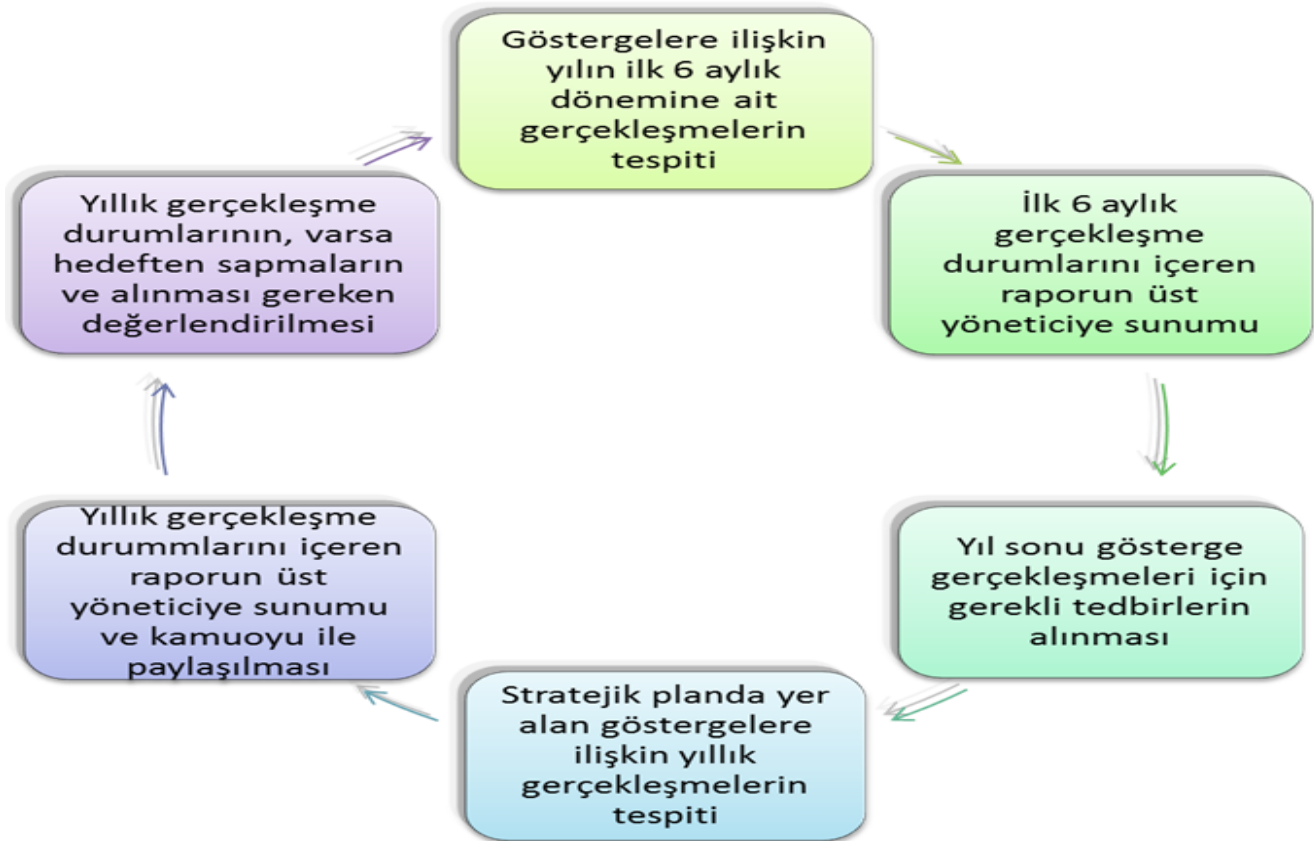 Göstergelere ilişkin
yılın ilk 6 aylık
dönemine ait
gerçekleşmelerin
tespiti
İlk 6 aylık
gerçekleşme
durumlarını içeren
raporun üst
yöneticiye sunumu
Yıl sonu gösterge
gerçekleşmeleri için
gerekli tedbirlerin
alınması
Stratejik planda yer
alan göstergelere
ilişkin yıllık
gerçekleşmelerin
tespiti
Yıllık gerçekleşme
durummlarını içeren
raporun üst
yöneticiye sunumu
ve kamuoyu ile
paylaşılması
Yıllık gerçekleşme
durumlarının, varsa
hedeften sapmaların
ve alınması gereken
değerlendirilmesi